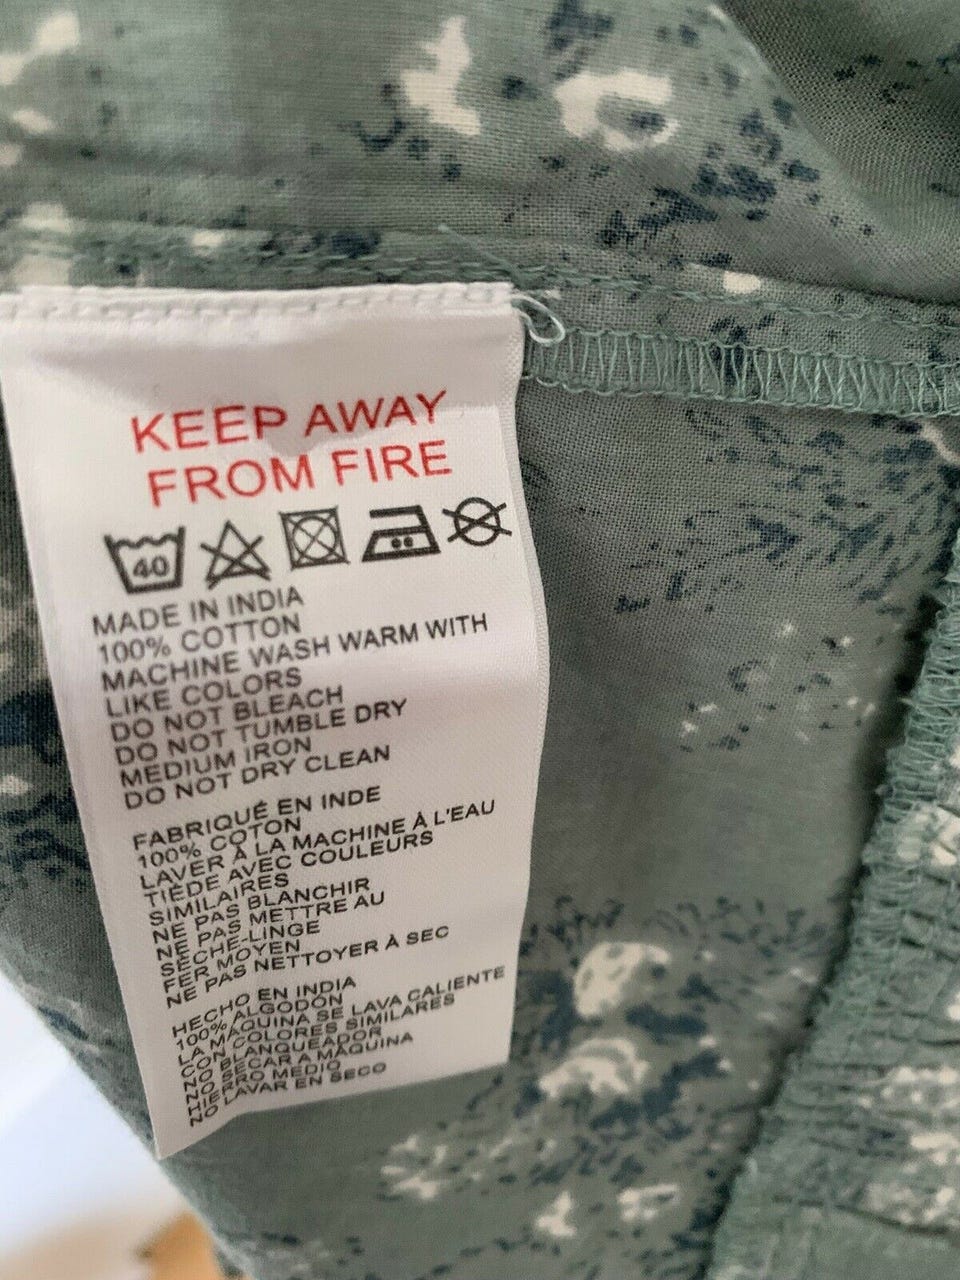 KEEP AWAY
FROM FIRE
40
MADE IN INDIA
100% COTTON
MACHINE WASH WARM WITH
LIKE COLORS
DO NOT BLEACH
DO NOT TUMBLE DRY
MEDIUM IRON
DO NOT DRY CLEAN
FABRIQUÉ EN INDE
100% COTON
LAVER À LA MACHINE À L'EAU
TIÈDE AVEC COULEURS
SIMILAIRES
NE PAS BLANCHIR
NE PAS METTRE AU
SÈCHE-LINGE
FER MOYEN
NE PAS NETTOYER À SEC
HECHO EN INDIA
100% ALGODÓN
LA MÁQUINA SE LAVA CALIENTE
CON COLORES SIMILARES
NO BLANQUEADOR
NO SECAR A MÁQUINA
HIERRO MEDIO
NO LAVAR EN SECO